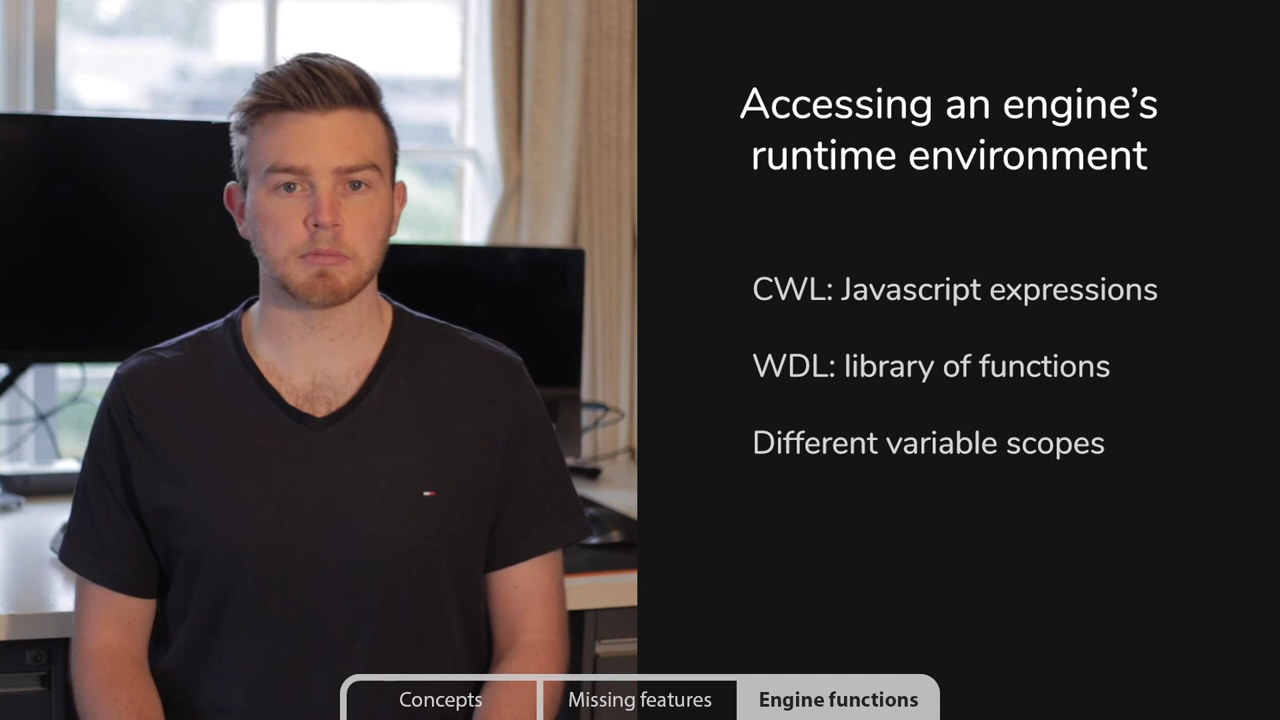 Accessing an engine’s
runtime environment
CWL: Javascript expressions
WDL: library of functions
Different variable scopes
Concepts
Missing features
Engine functions